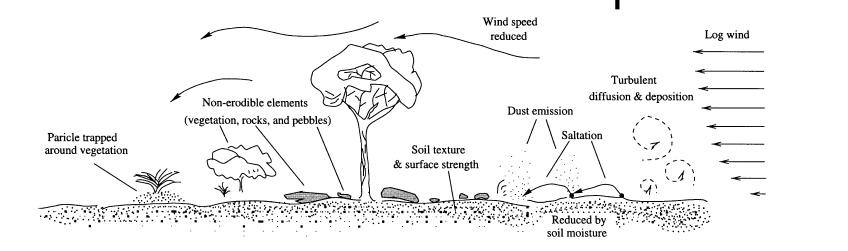 Wind speed
reduced
Log wind
Turbulent
diffusion & deposition
Non-erodible elements
(vegetation, rocks, and pebbles)
Dust emission
Saltation
Paricle trapped
around vegetation
Soil texture
& surface strength
Reduced by
soil moisture